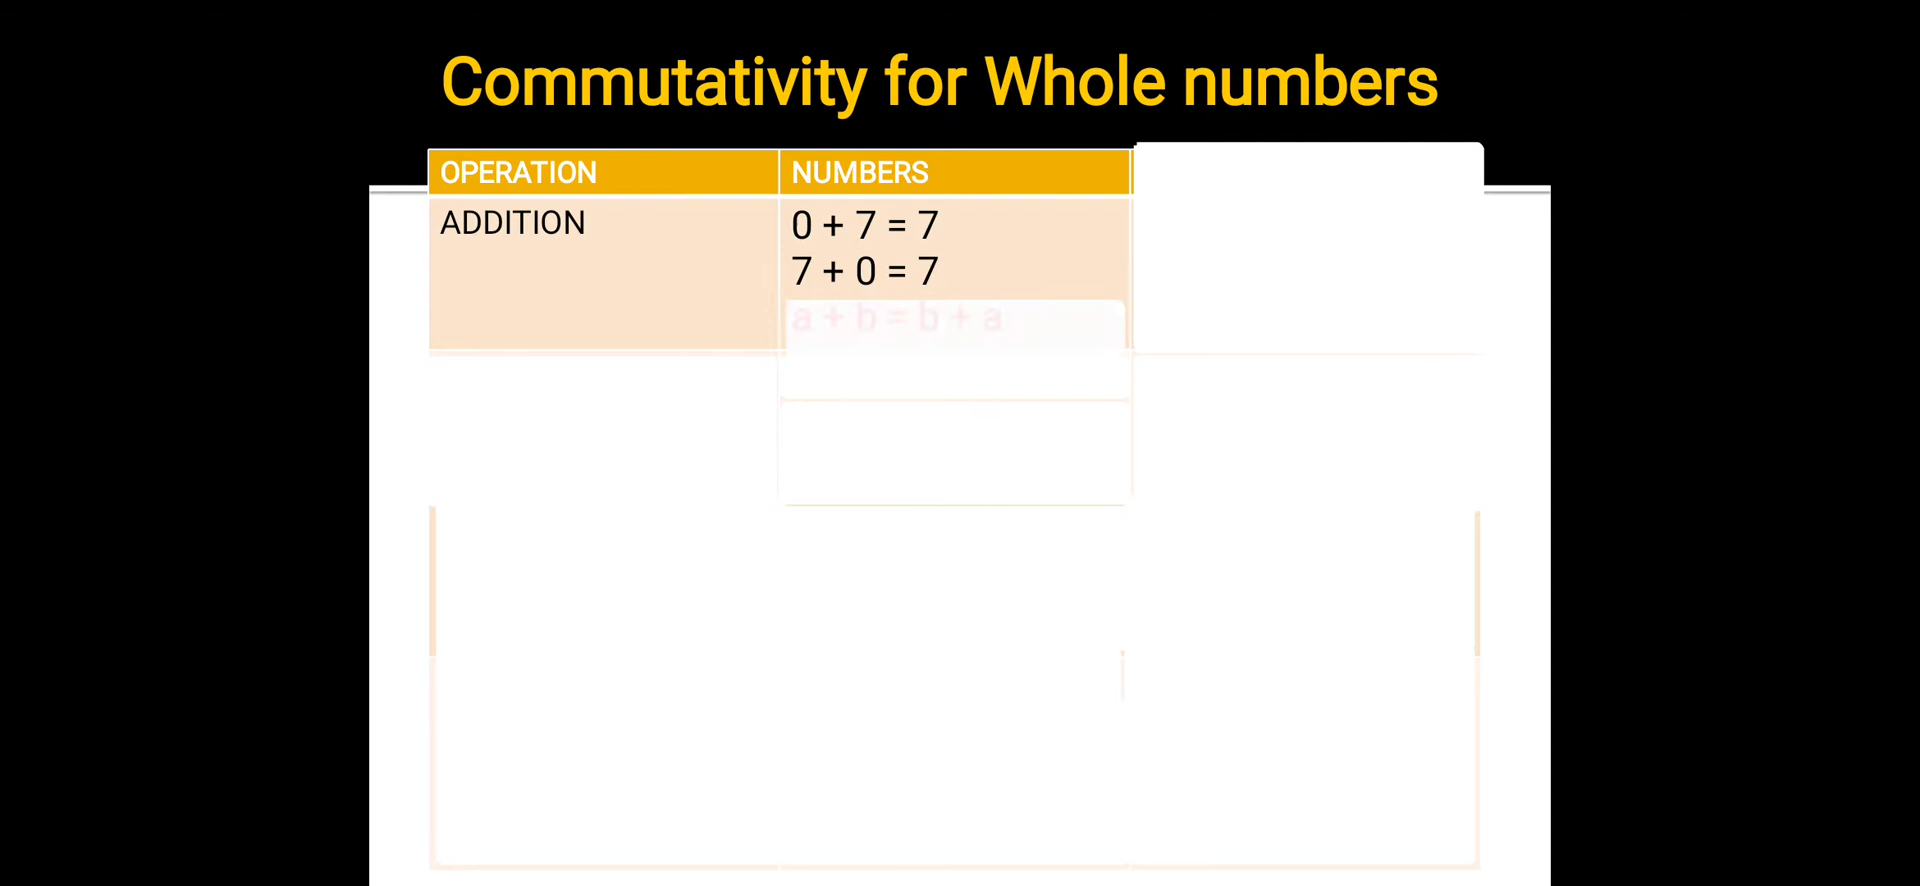 Commutativity for Whole numbers
OPERATION
NUMBERS
ADDITION
0 + 7 = 7
7 + 0 = 7
a + b = b + a